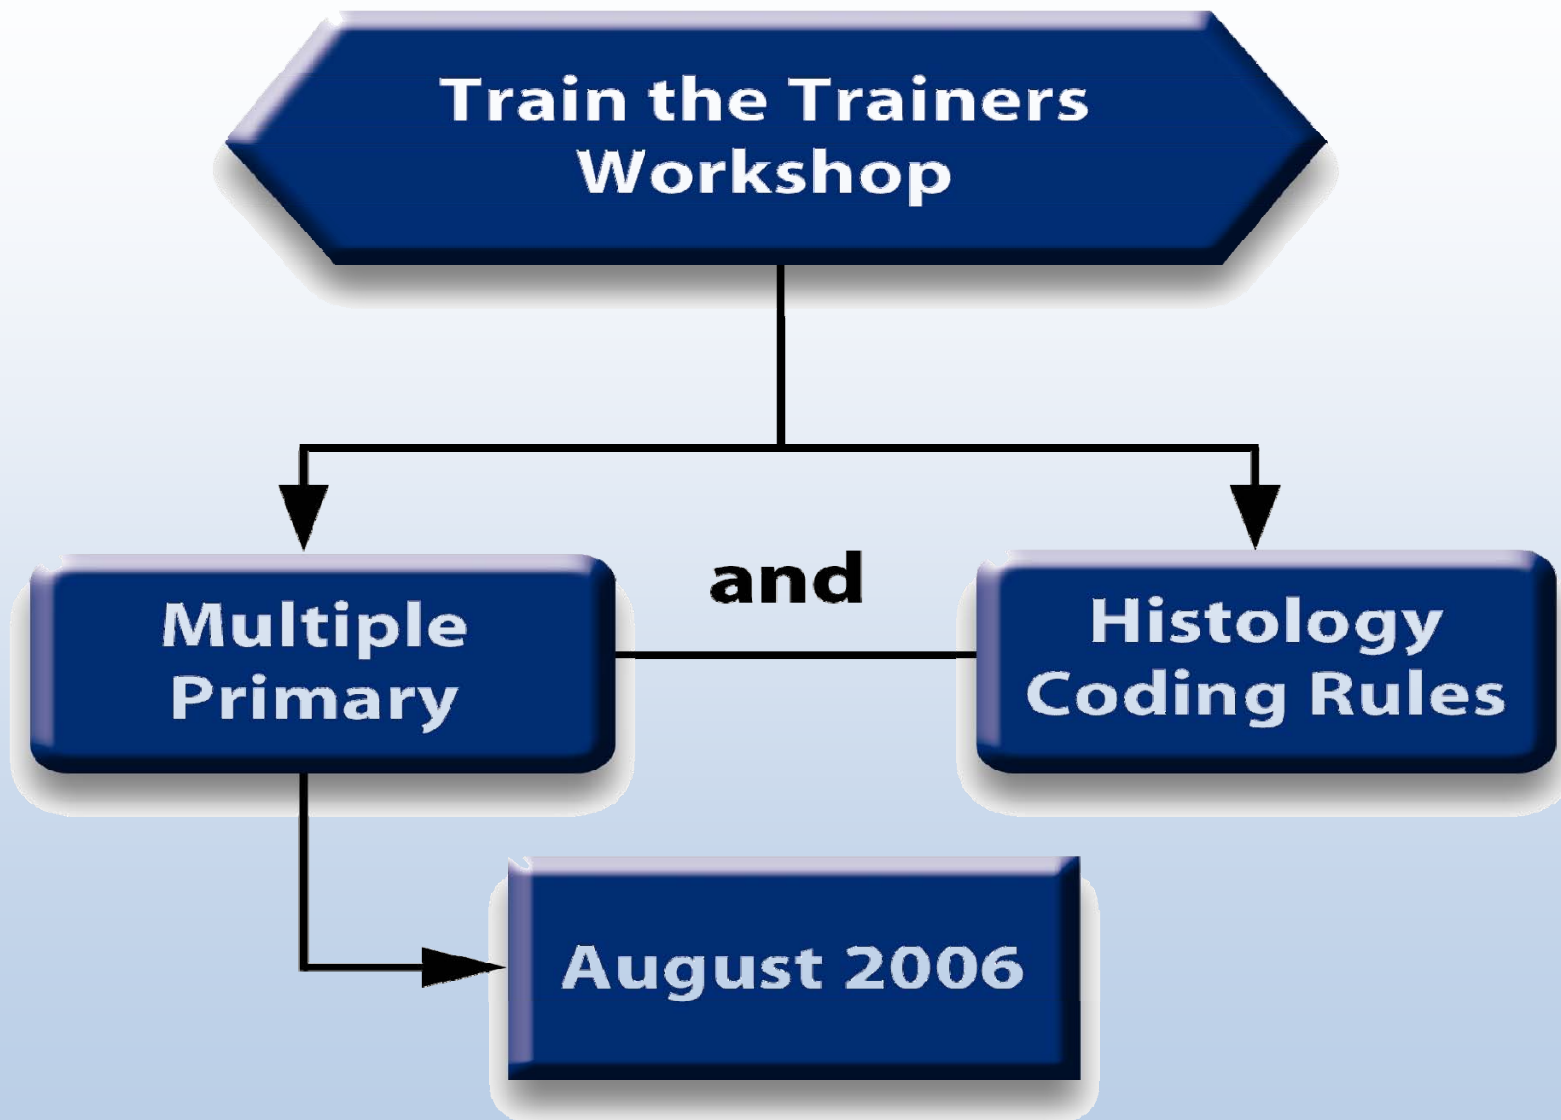 Train the Trainers
Workshop
and
Multiple
Primary
Histology
Coding Rules
August 2006